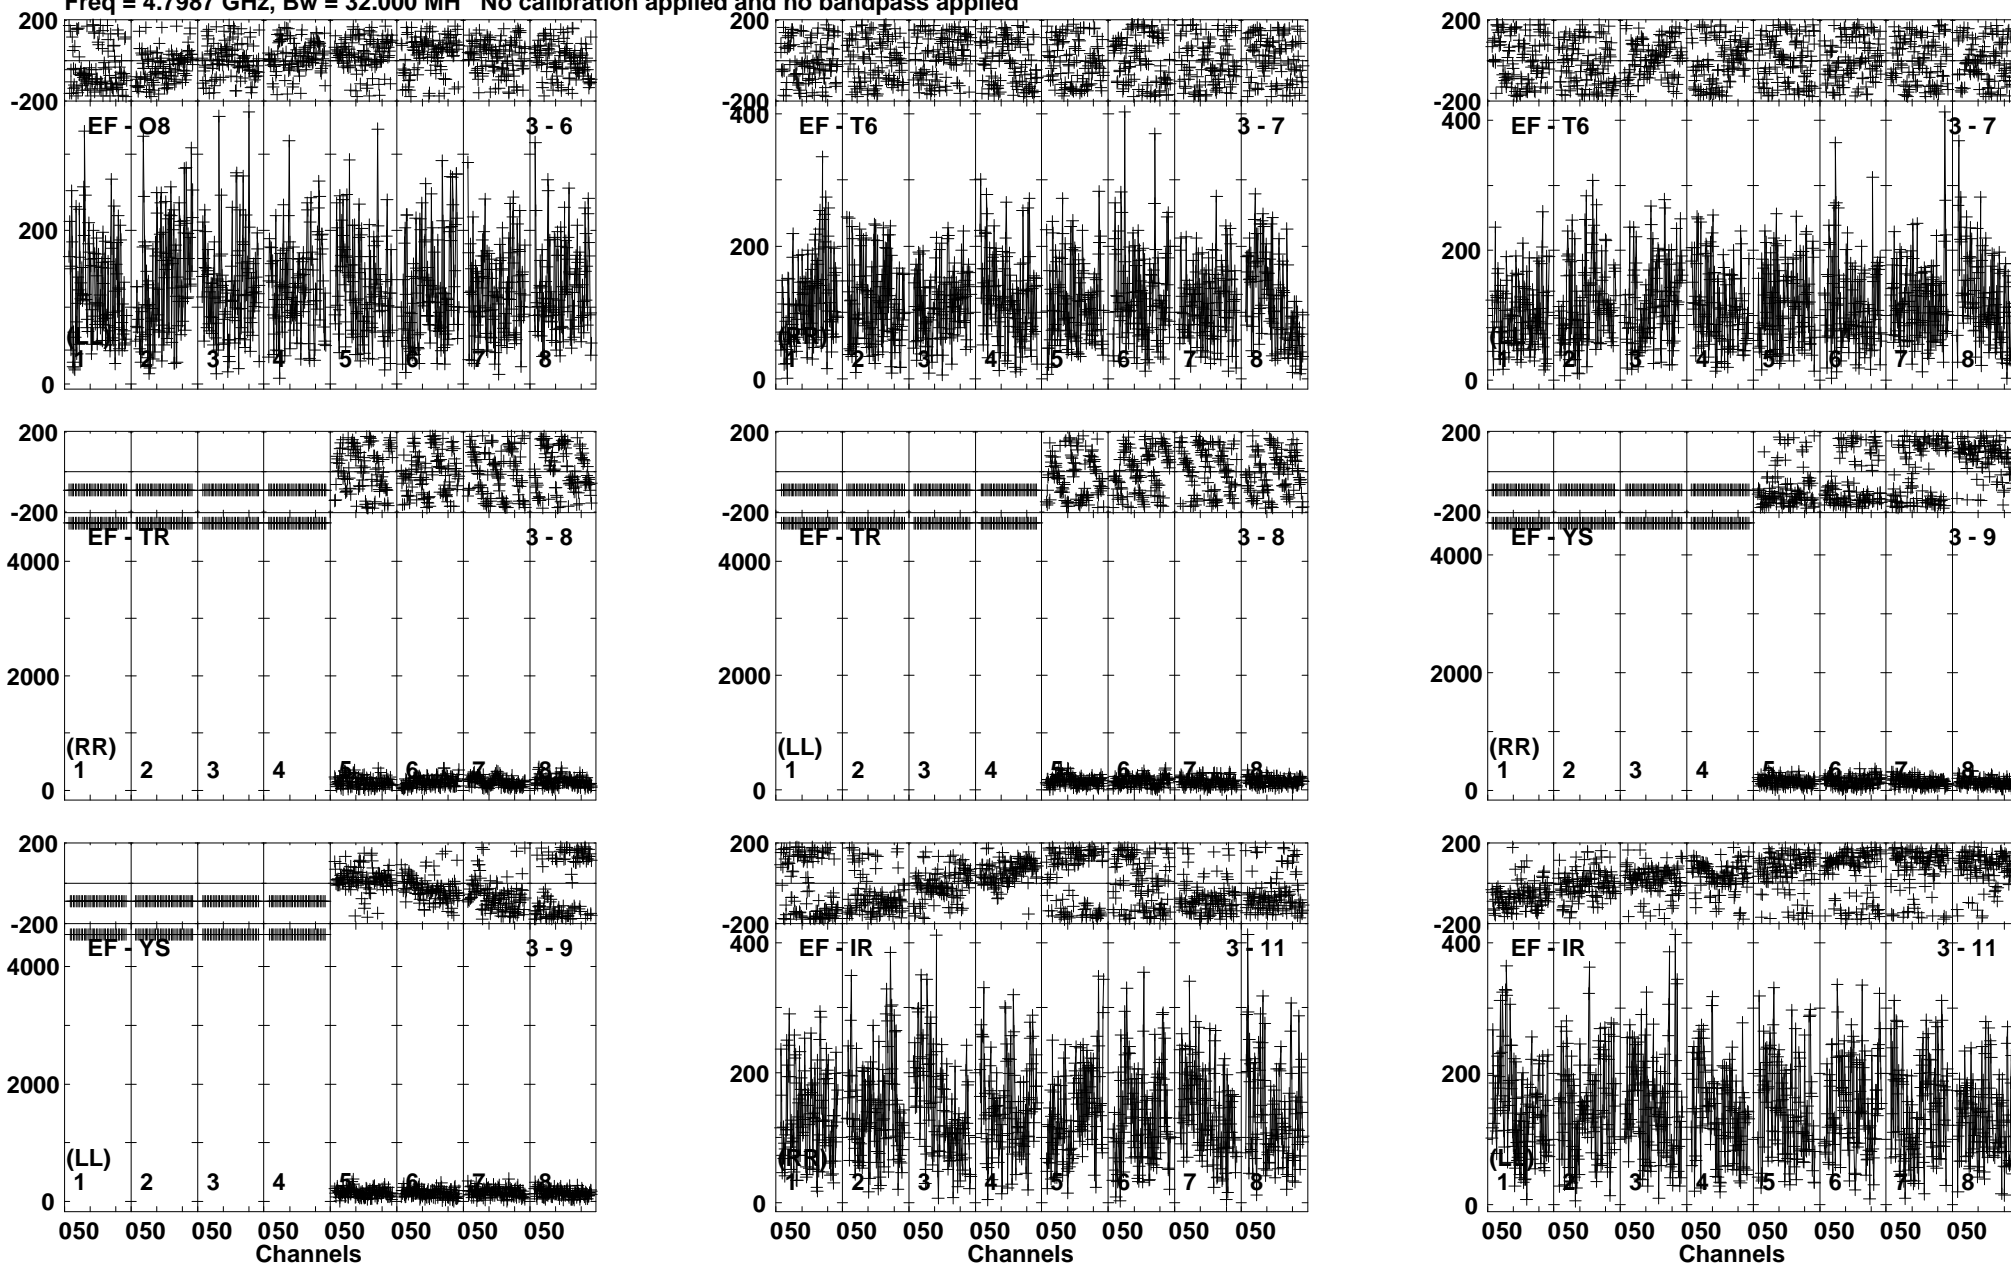 Freq = 4.7987 GHz, Bw = 32.000 MH No calibration applied and no bandpass applied
200 200 200
-200 -200 -200
EF - O8 3 - 6 400 EF - T6 3 - 7 400 EF - T6 3 - 7
200 200 200
(LL) (RR) (LL)
1 2 3 4 5 6 7 8 1 2 3 4 5 6 7 8 1 2 3 4 5 6 7 8
0 0 0
200 200 200
-200 -200 -200
EF - TR 3 - 8 EF - TR 3 - 8 EF - YS 3 - 9
4000 4000 4000
2000 2000 2000
(RR) (LL) (RR)
1 2 3 4 5 6 7 8 1 2 3 4 5 6 7 8 1 2 3 4 5 6 7 8
0 0 0
200 200 200
-200 -200 -200
EF - YS 3 - 9 400 EF - IR 3 - 11 400 EF - IR 3 - 11
4000
2000 200 200
(LL) (RR) (LL)
1 2 3 4 5 6 7 8 1 2 3 4 5 6 7 8 1 2 3 4 5 6 7 8
0 0 0
050 050 050 050 050 050 050 050 050 050 050 050 050 050 050 050 050 050 050 050 050 050 050 050
Channels Channels Channels